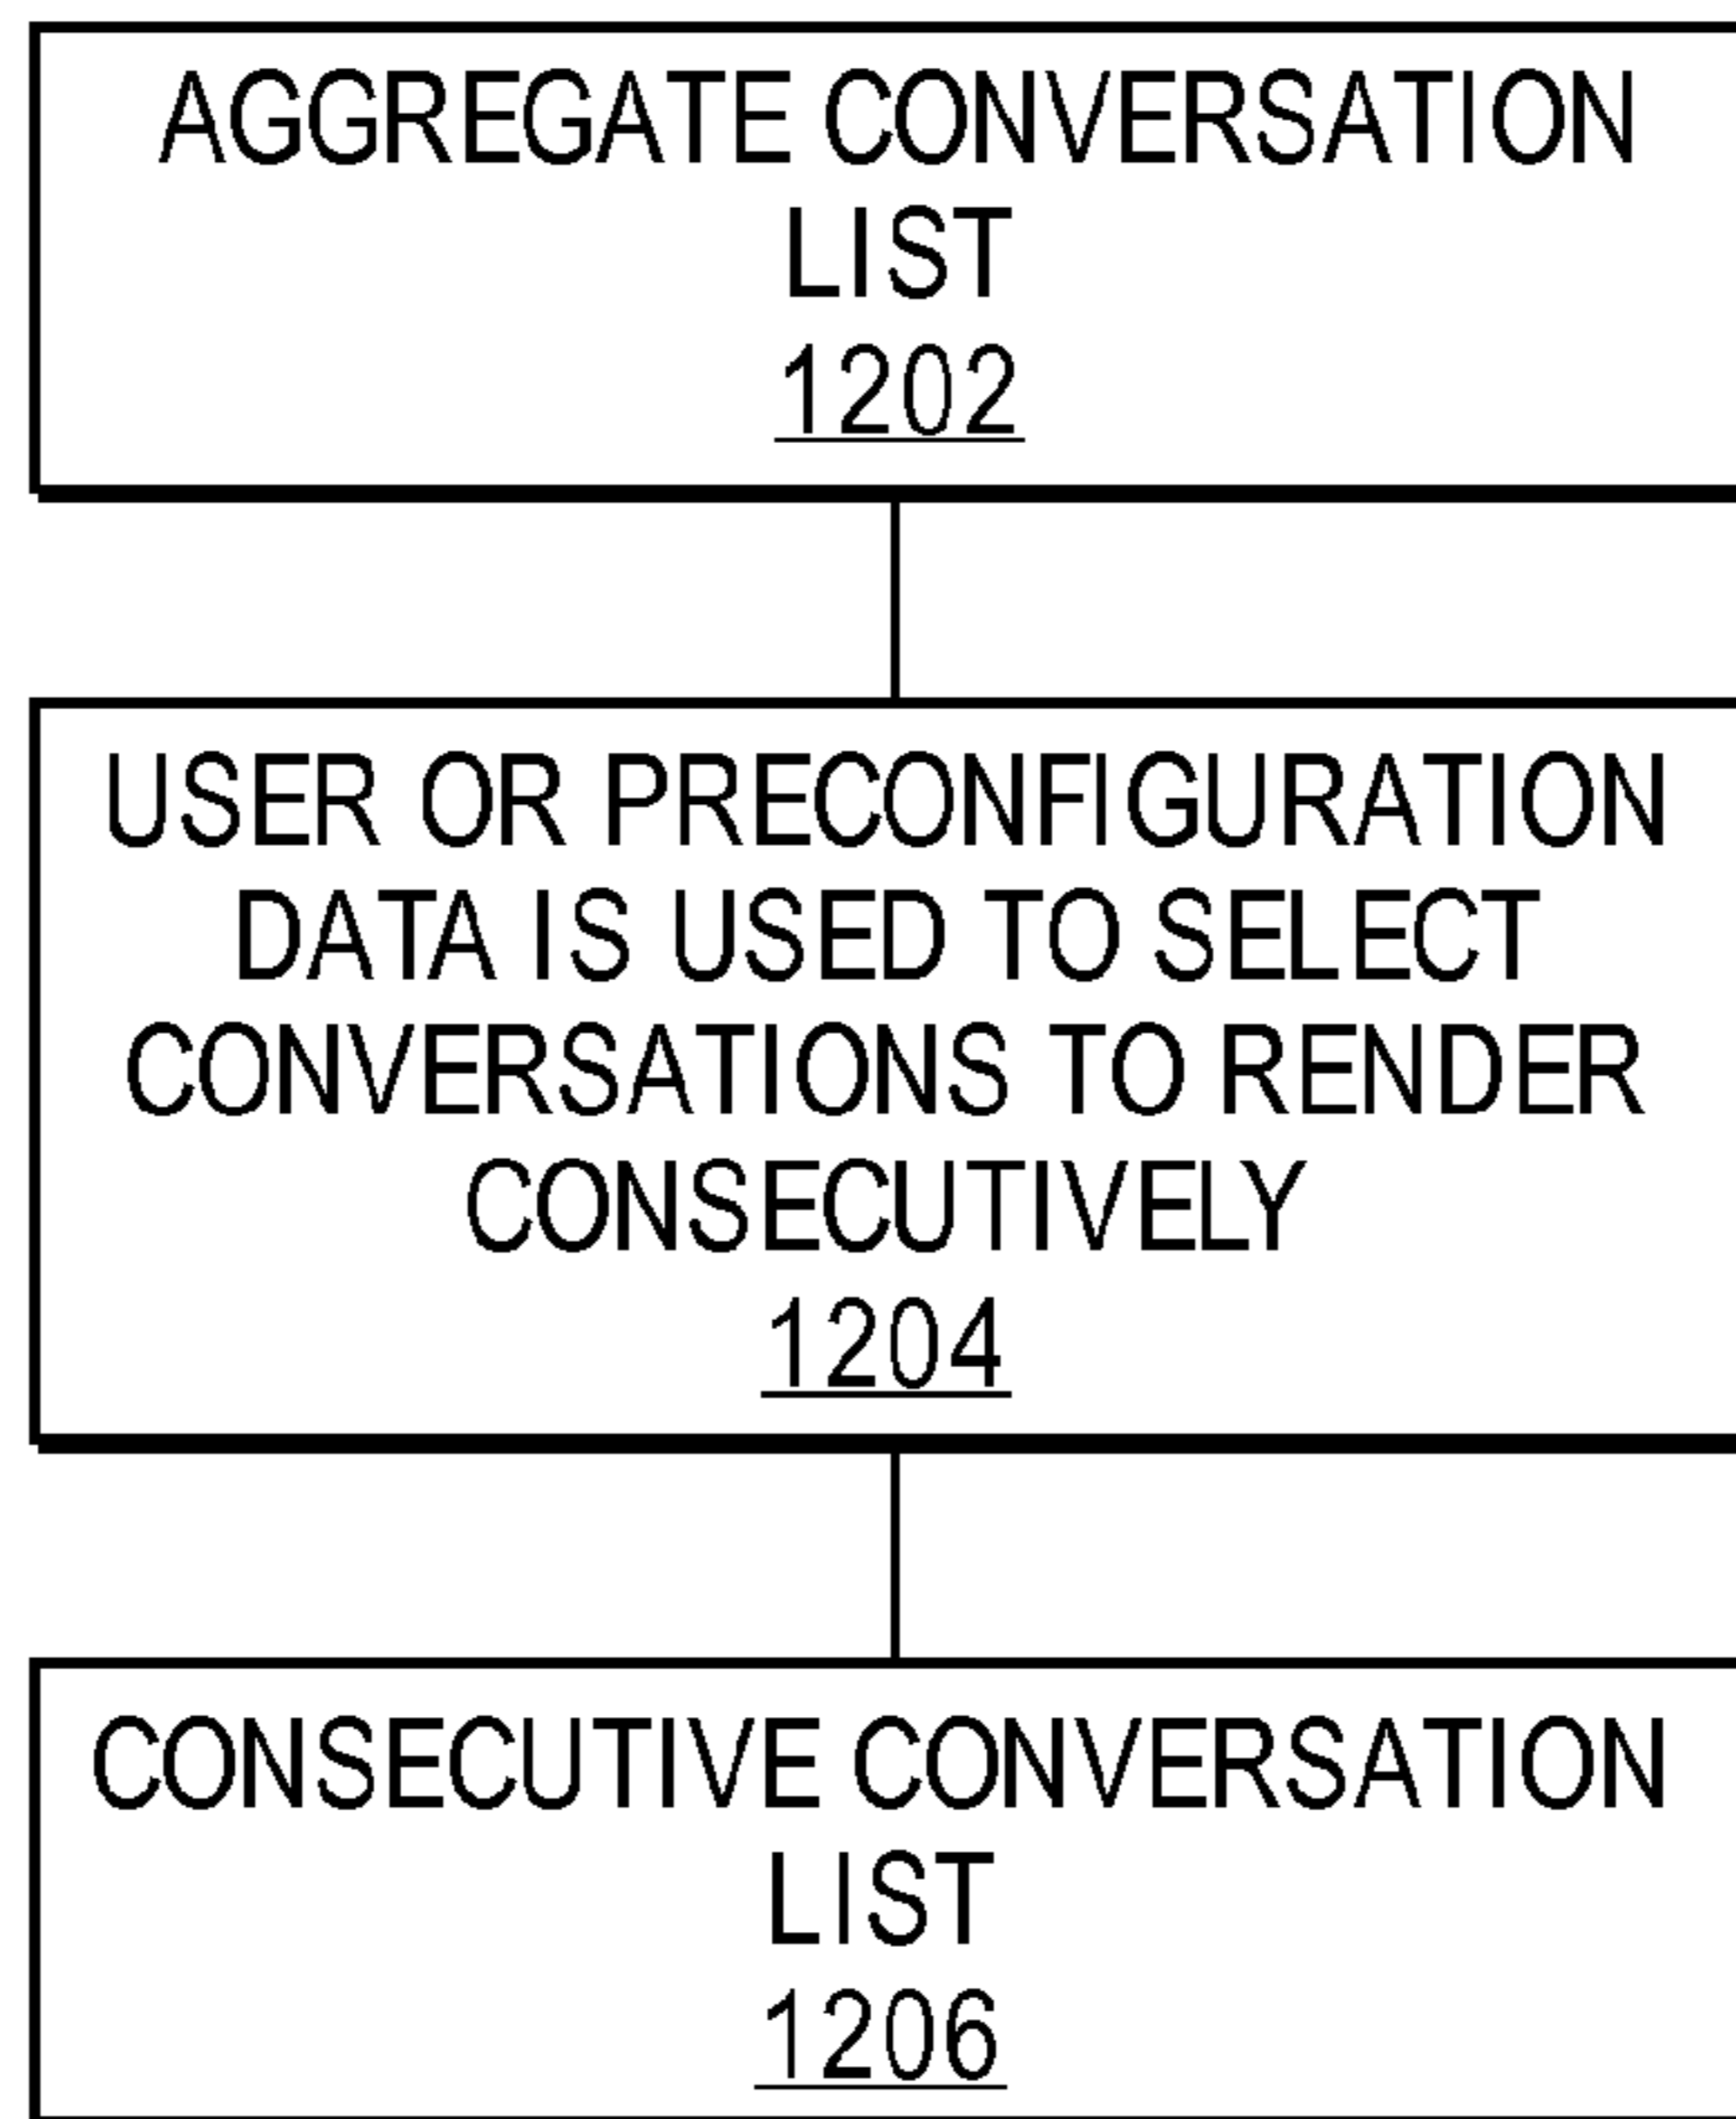 AGGREGATE CONVERSATION
LIST
1202
USER OR PRECONFIGURATION
DATA IS USED TO SELECT
CONVERSATIONS TO RENDER
CONSECUTIVELY
1204
CONSECUTIVE CONVERSATION
LIST
1206